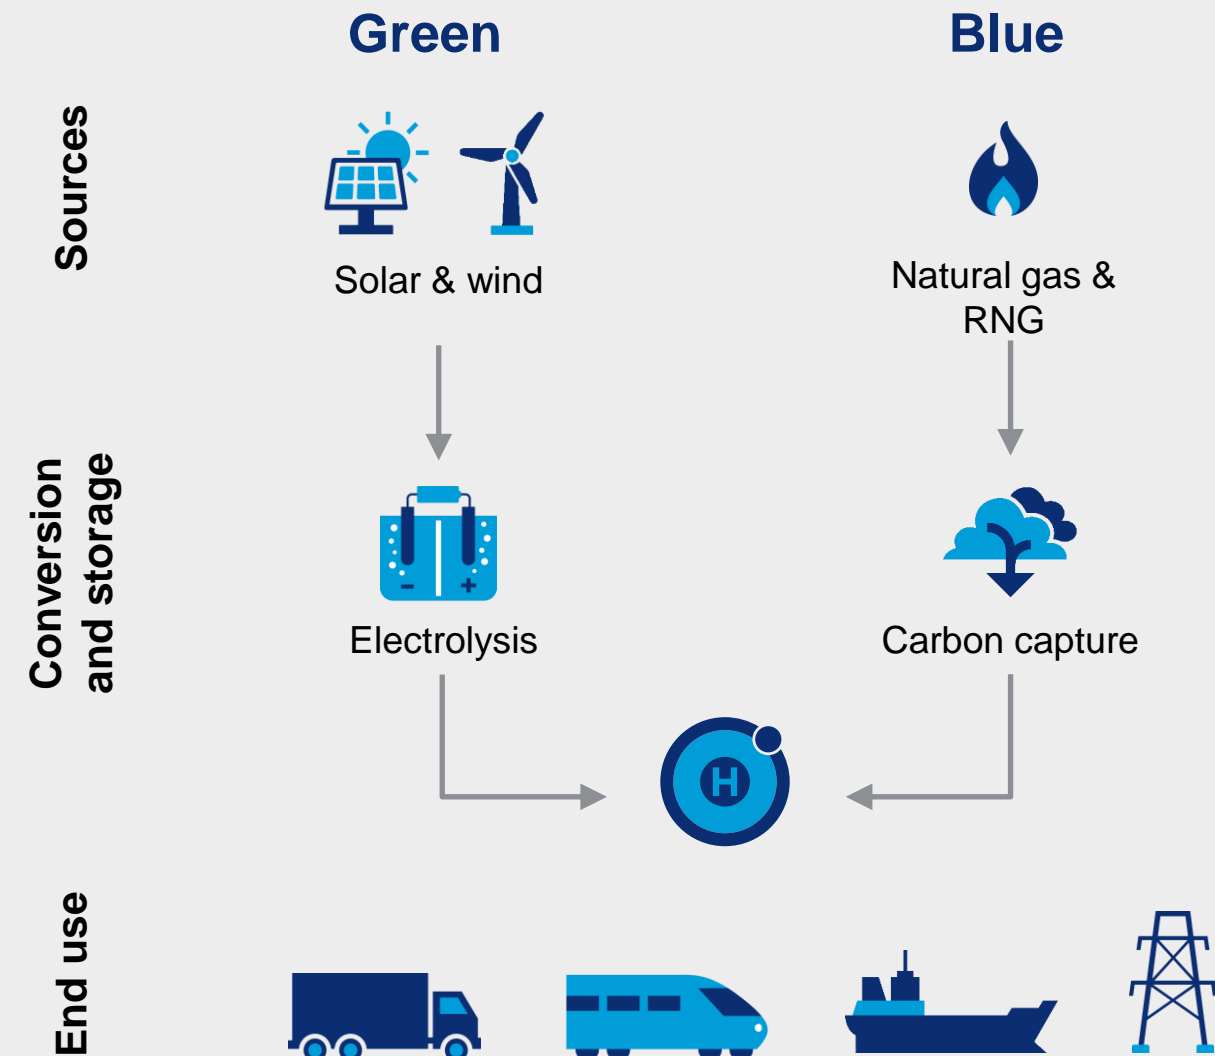 Green
Blue
Sources
Solar & wind
Natural gas &
RNG
Conversion
and storage
-
+
Electrolysis
Carbon capture
H
End use